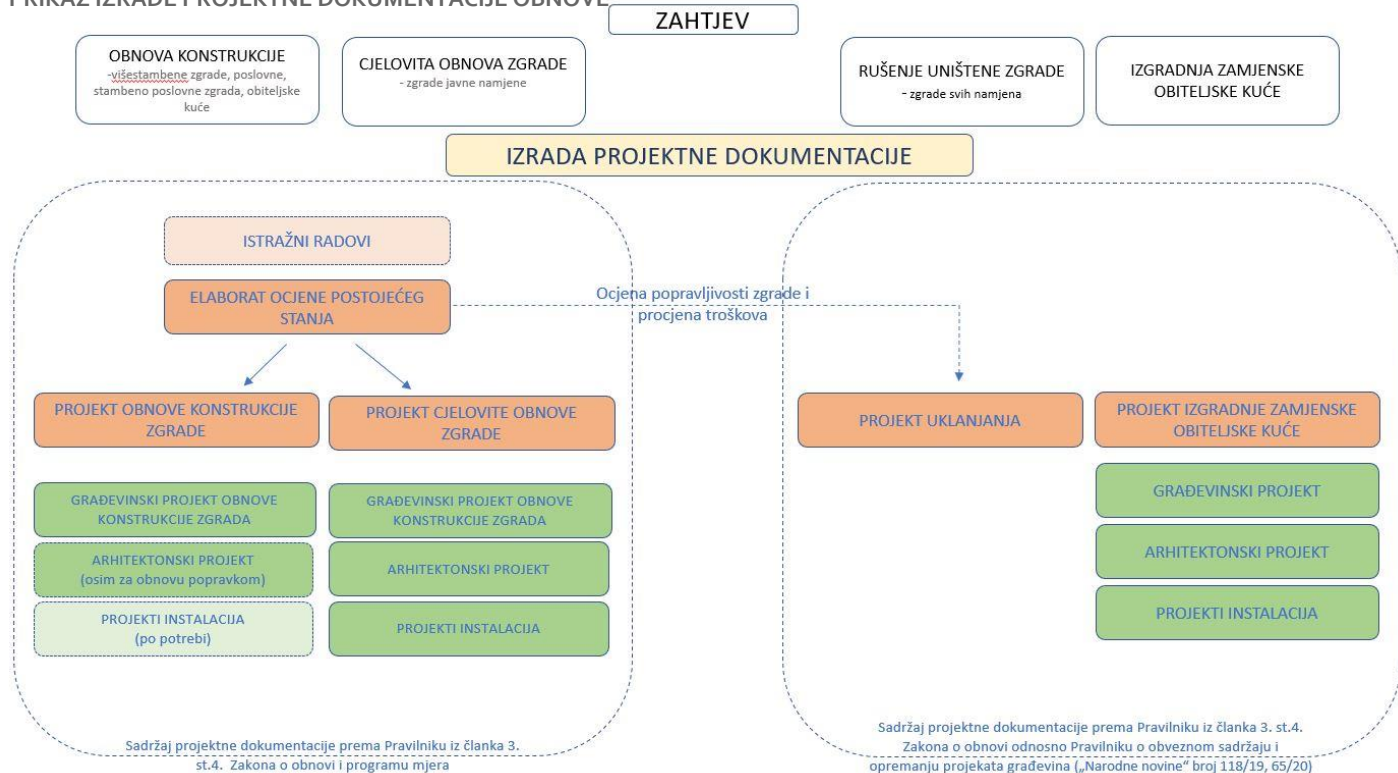 PRIKAZ IZRADE PROJEKTNE DOKUMENTACIJE OBNOVE
ZAHTJEV
OBNOVA KONSTRUKCIJE
-višestambene zgrade, poslovne,
stambeno poslovne zgrada, obiteljske
kuće
CJELOVITA OBNOVA ZGRADE
- zgrade javne namjene
RUŠENJE UNIŠTENE ZGRADE
- zgrade svih namjena
IZGRADNJA ZAMJENSKE
OBITELJSKE KUĆE
IZRADA PROJEKTNE DOKUMENTACIJE
ISTRAŽNI RADOVI
ELABORAT OCJENE POSTOJEĆEG
STANJA
Ocjena popravljivosti zgrade i
procjena troškova
PROJEKT OBNOVE KONSTRUKCIJE
ZGRADE
PROJEKT CJELOVITE OBNOVE
ZGRADE
PROJEKT UKLANJANJA
PROJEKT IZGRADNJE ZAMJENSKE
OBITELJSKE KUĆE
GRAĐEVINSKI PROJEKT OBNOVE
KONSTRUKCIJE ZGRADA
ARHITEKTONSKI PROJEKT
(osim za obnovu popravkom)
PROJEKTI INSTALACIJA
(po potrebi)
GRAĐEVINSKI PROJEKT OBNOVE
KONSTRUKCIJE ZGRADA
ARHITEKTONSKI PROJEKT
PROJEKTI INSTALACIJA
GRAĐEVINSKI PROJEKT
ARHITEKTONSKI PROJEKT
PROJEKTI INSTALACIJA
Sadržaj projektne dokumentacije prema Pravilniku iz članka 3.
st.4. Zakona o obnovi i programu mjera
Sadržaj projektne dokumentacije prema Pravilniku iz članka 3. st.4.
Zakona o obnovi odnosno Pravilniku o obveznom sadržaju i
opremanju projekata građevina („Narodne novine“ broj 118/19, 65/20)